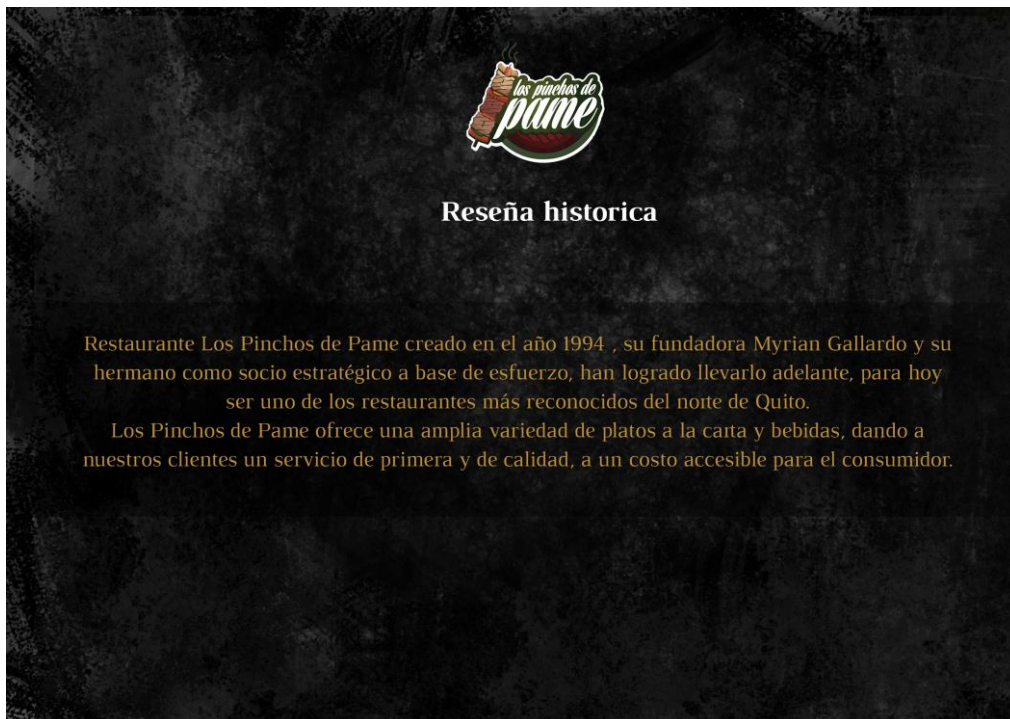 los pinchos de
pame
Reseña historica
Restaurante Los Pinchos de Pame creado en el año 1994 , su fundadora Myrian Gallardo y su
hermano como socio estratégico a base de esfuerzo, han logrado llevarlo adelante, para hoy
ser uno de los restaurantes más reconocidos del norte de Quito.
Los Pinchos de Pame ofrece una amplia variedad de platos a la carta y bebidas, dando a
nuestros clientes un servicio de primera y de calidad, a un costo accesible para el consumidor.